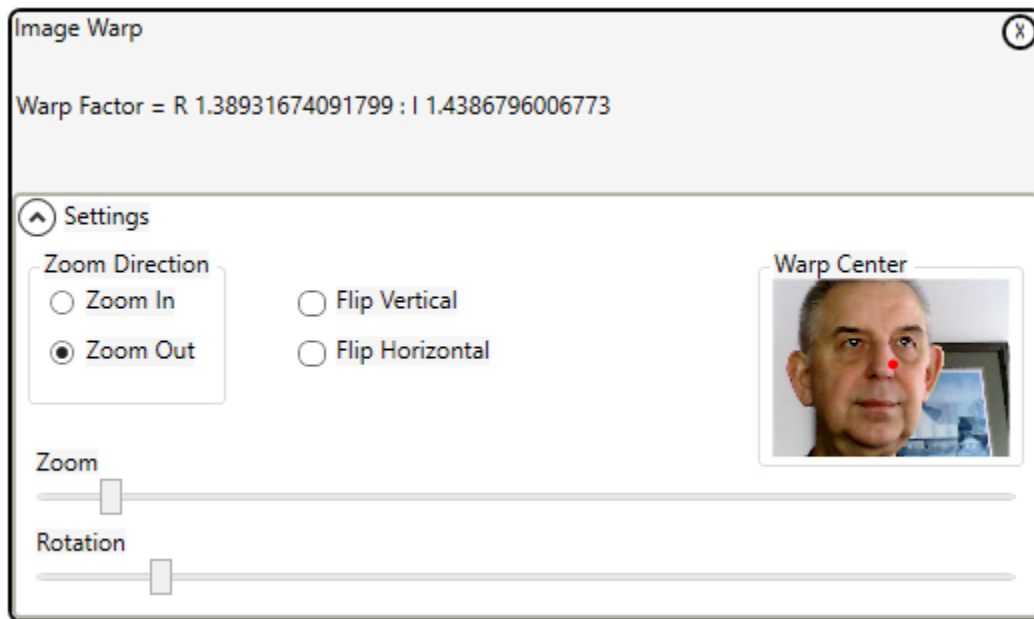 Image Warp
Warp Factor = R 1.38931674091799 : I 1.4386796006773
Settings
Zoom Direction
Zoom In
Zoom Out
Flip Vertical
Flip Horizontal
Warp Center
Zoom
Rotation